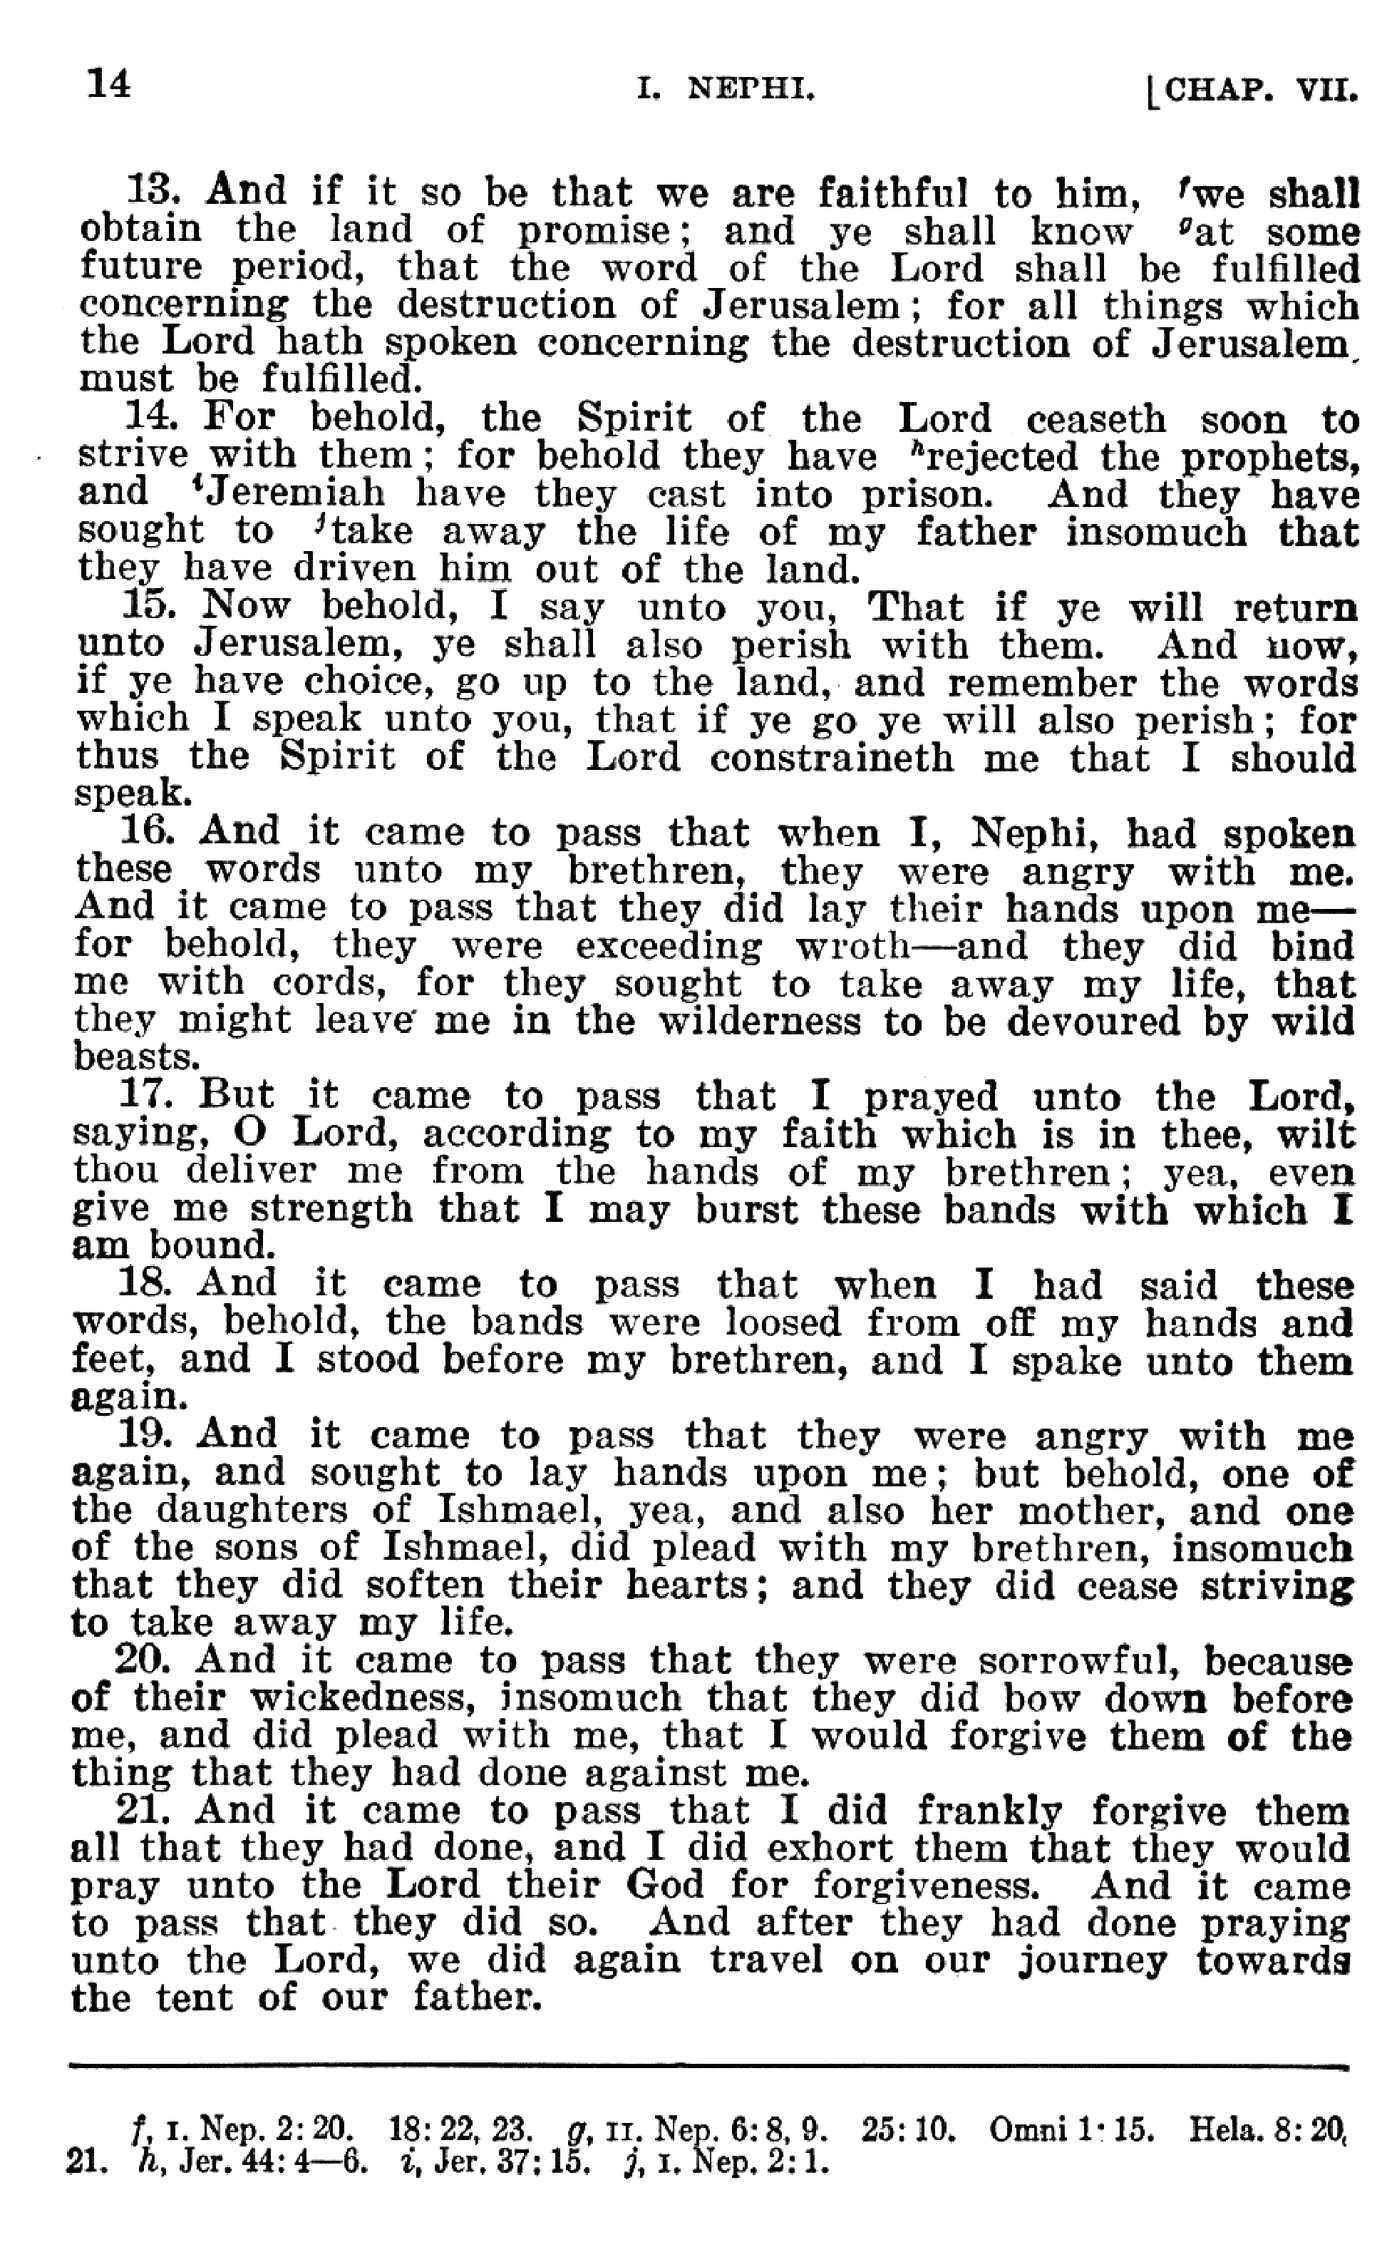 14 I. NEPHI. [CHAP. VII.
13. And if it so be that we are faithful to him, ᶠwe shall
obtain the land of promise; and ye shall know ᵍat some
future period, that the word of the Lord shall be fulfilled
concerning the destruction of Jerusalem; for all things which
the Lord hath spoken concerning the destruction of Jerusalem,
must be fulfilled.
14. For behold, the Spirit of the Lord ceaseth soon to
strive with them; for behold they have ʰrejected the prophets,
and ⁱJeremiah have they cast into prison. And they have
sought to ʲtake away the life of my father insomuch that
they have driven him out of the land.
15. Now behold, I say unto you, That if ye will return
unto Jerusalem, ye shall also perish with them. And now,
if ye have choice, go up to the land, and remember the words
which I speak unto you, that if ye go ye will also perish; for
thus the Spirit of the Lord constraineth me that I should
speak.
16. And it came to pass that when I, Nephi, had spoken
these words unto my brethren, they were angry with me.
And it came to pass that they did lay their hands upon me—
for behold, they were exceeding wroth—and they did bind
me with cords, for they sought to take away my life, that
they might leave me in the wilderness to be devoured by wild
beasts.
17. But it came to pass that I prayed unto the Lord,
saying, O Lord, according to my faith which is in thee, wilt
thou deliver me from the hands of my brethren; yea, even
give me strength that I may burst these bands with which I
am bound.
18. And it came to pass that when I had said these
words, behold, the bands were loosed from off my hands and
feet, and I stood before my brethren, and I spake unto them
again.
19. And it came to pass that they were angry with me
again, and sought to lay hands upon me; but behold, one of
the daughters of Ishmael, yea, and also her mother, and one
of the sons of Ishmael, did plead with my brethren, insomuch
that they did soften their hearts; and they did cease striving
to take away my life.
20. And it came to pass that they were sorrowful, because
of their wickedness, insomuch that they did bow down before
me, and did plead with me, that I would forgive them of the
thing that they had done against me.
21. And it came to pass that I did frankly forgive them
all that they had done, and I did exhort them that they would
pray unto the Lord their God for forgiveness. And it came
to pass that they did so. And after they had done praying
unto the Lord, we did again travel on our journey towards
the tent of our father.
f, I. Nep. 2:20. 18:22, 23. g, II. Nep. 6:8, 9. 25:10. Omni 1:15. Hela. 8:20,
21. h, Jer. 44:4—6. i, Jer. 37:15. j, I. Nep. 2:1.